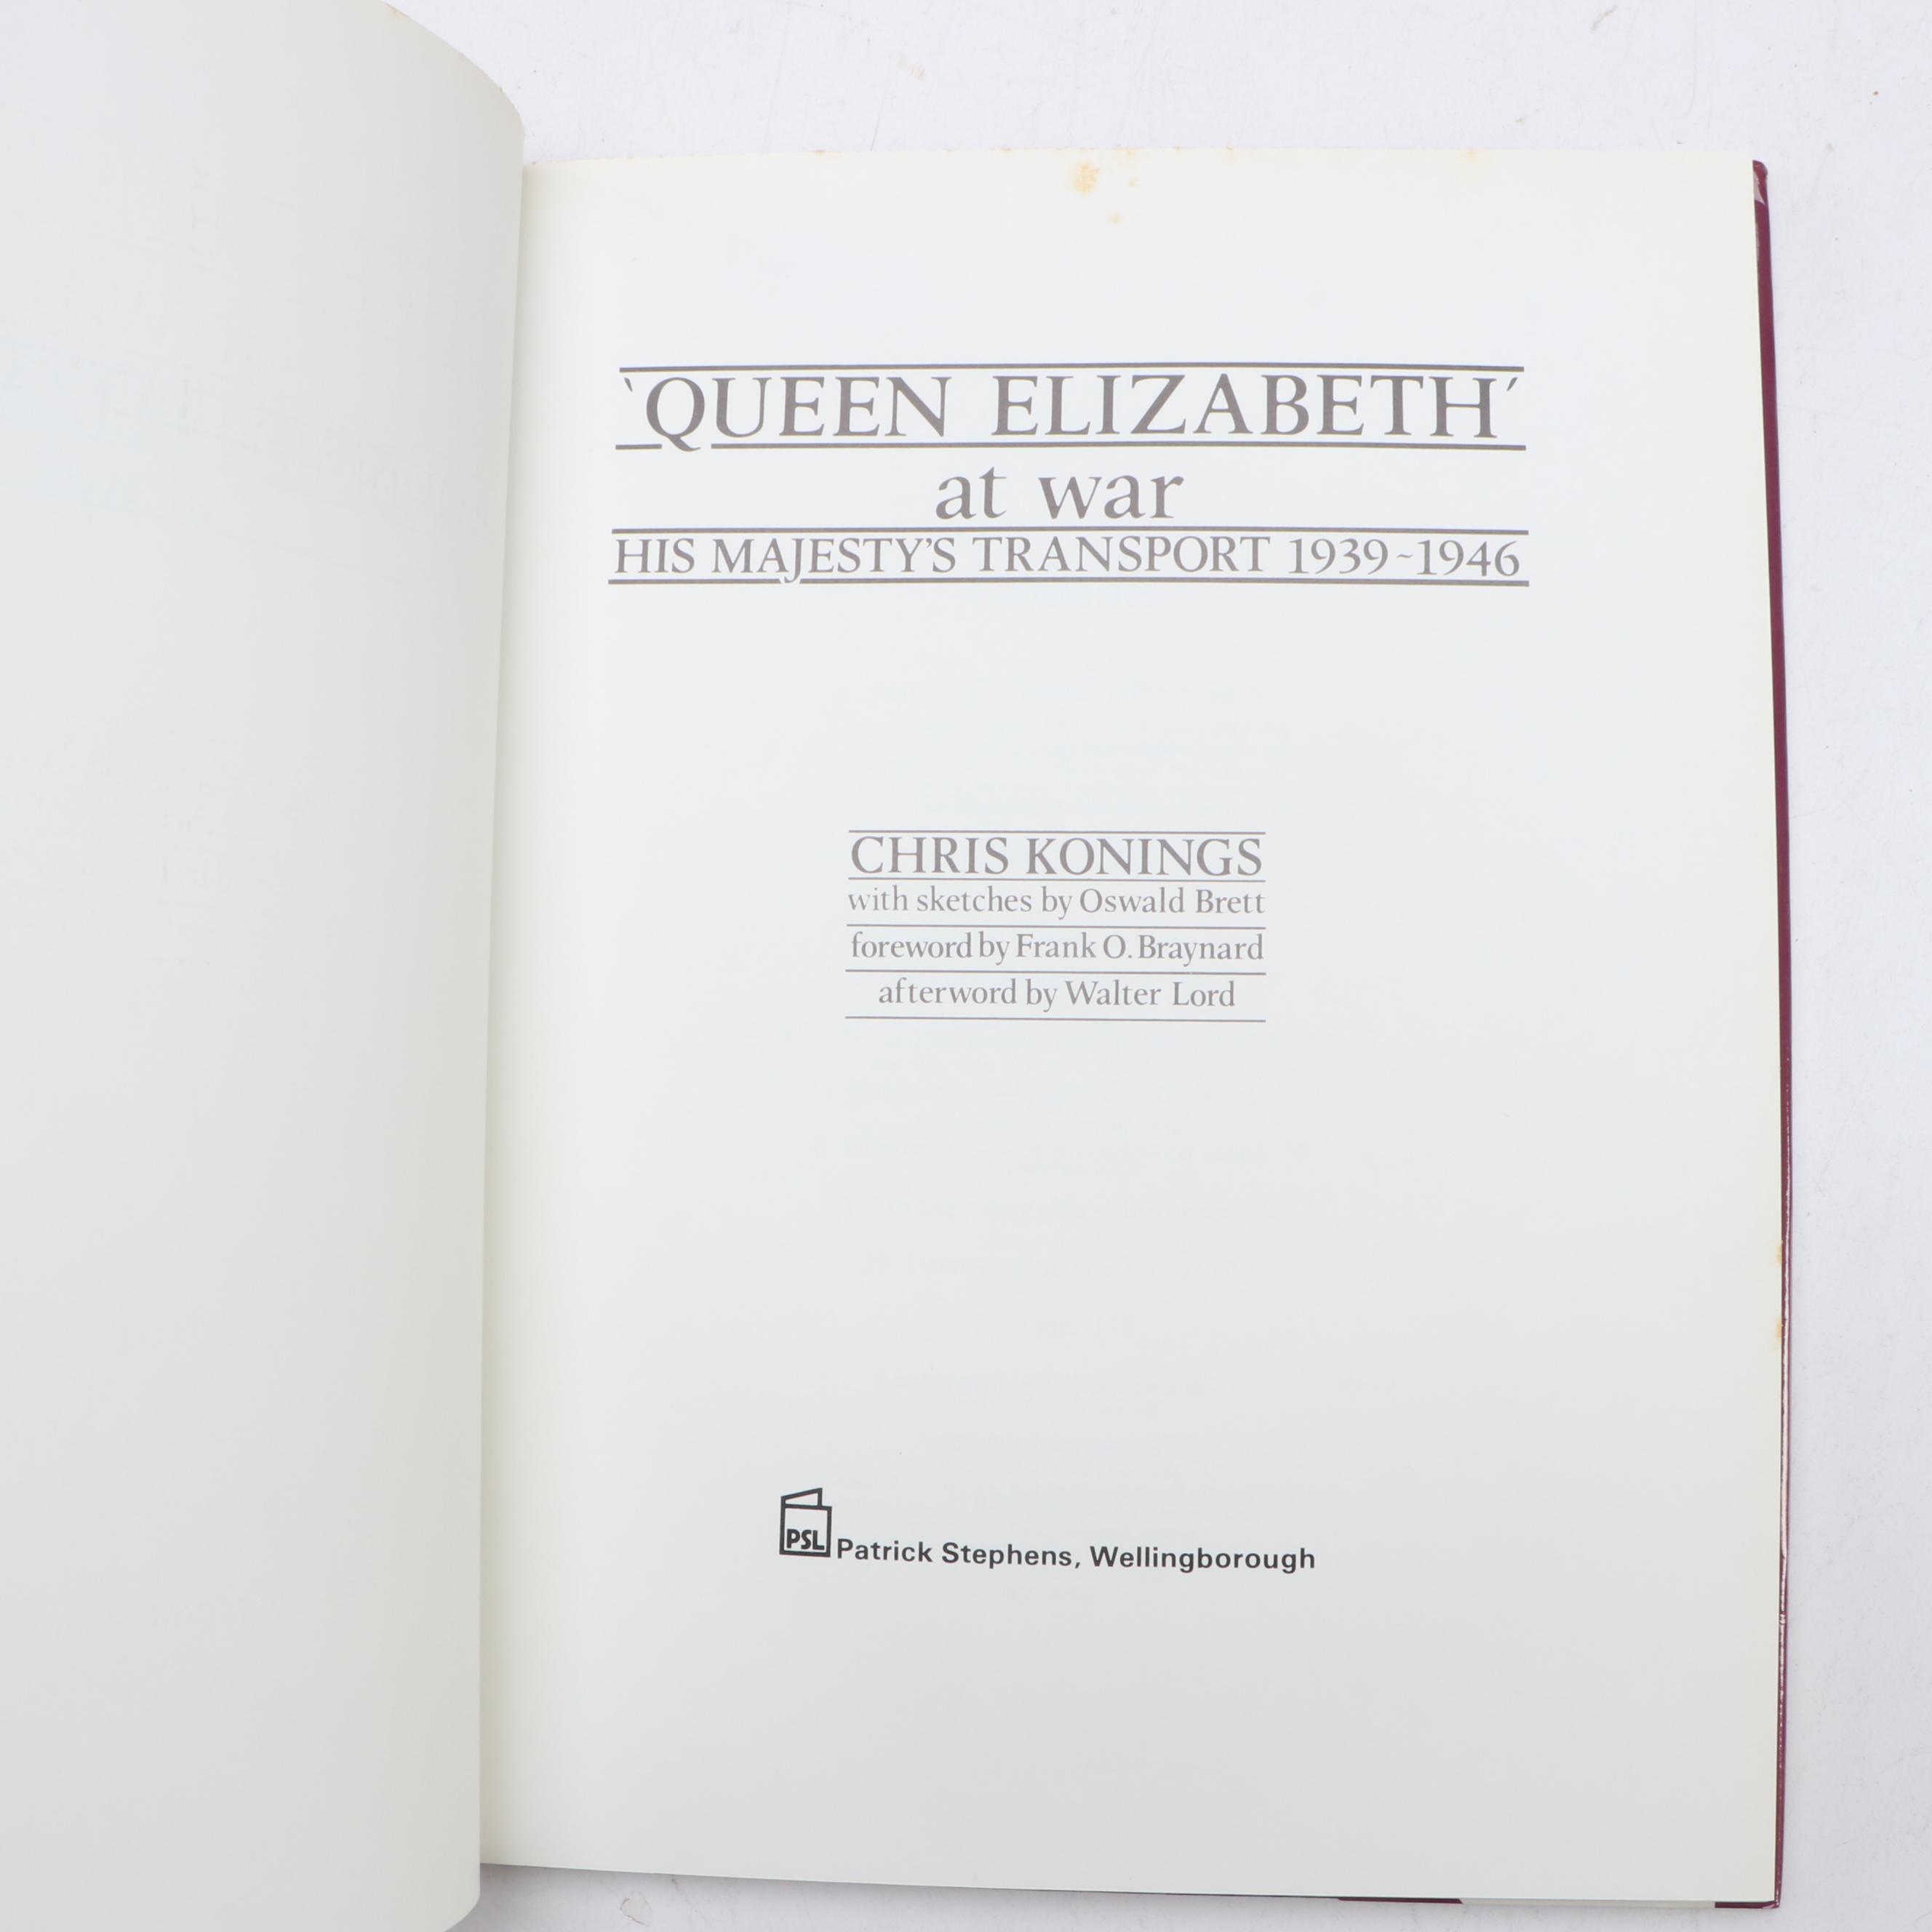 ‘QUEEN ELIZABETH’
at war
HIS MAJESTY'S TRANSPORT 1939~1946
CHRIS KONINGS
with sketches by Oswald Brett
foreword by Frank O. Braynard
afterword by Walter Lord
PSL Patrick Stephens, Wellingborough